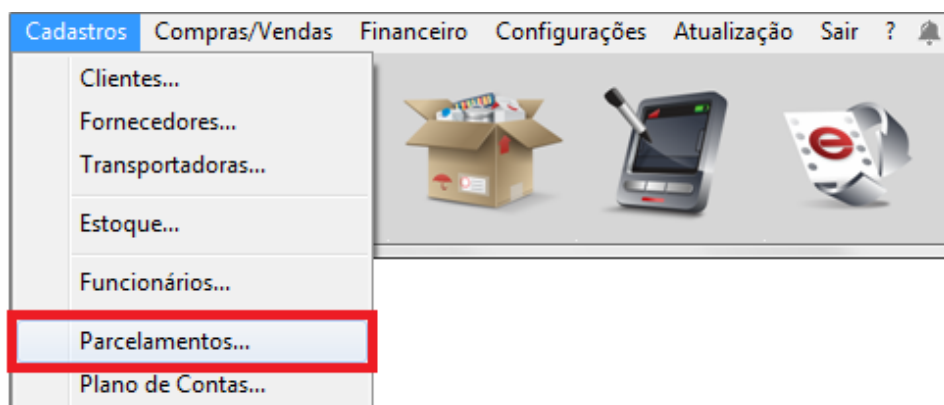 Cadastros Compras/Vendas Financeiro Configurações Atualização Sair ?
Clientes...
Fornecedores...
Transportadoras...
Estoque...
Funcionários...
Parcelamentos...
Plano de Contas...
e